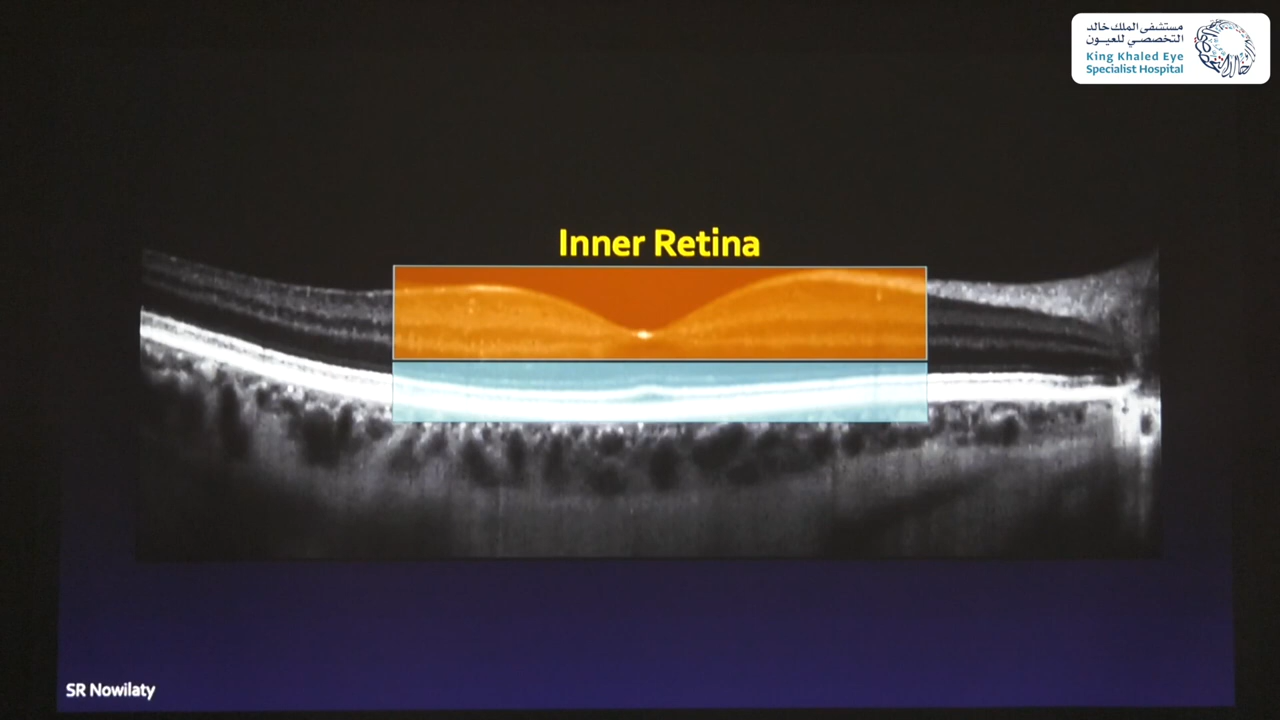 مستشفى الملك خالد
التخصصي للعيون
King Khaled Eye
Specialist Hospital
Inner Retina
SR Nowilaty